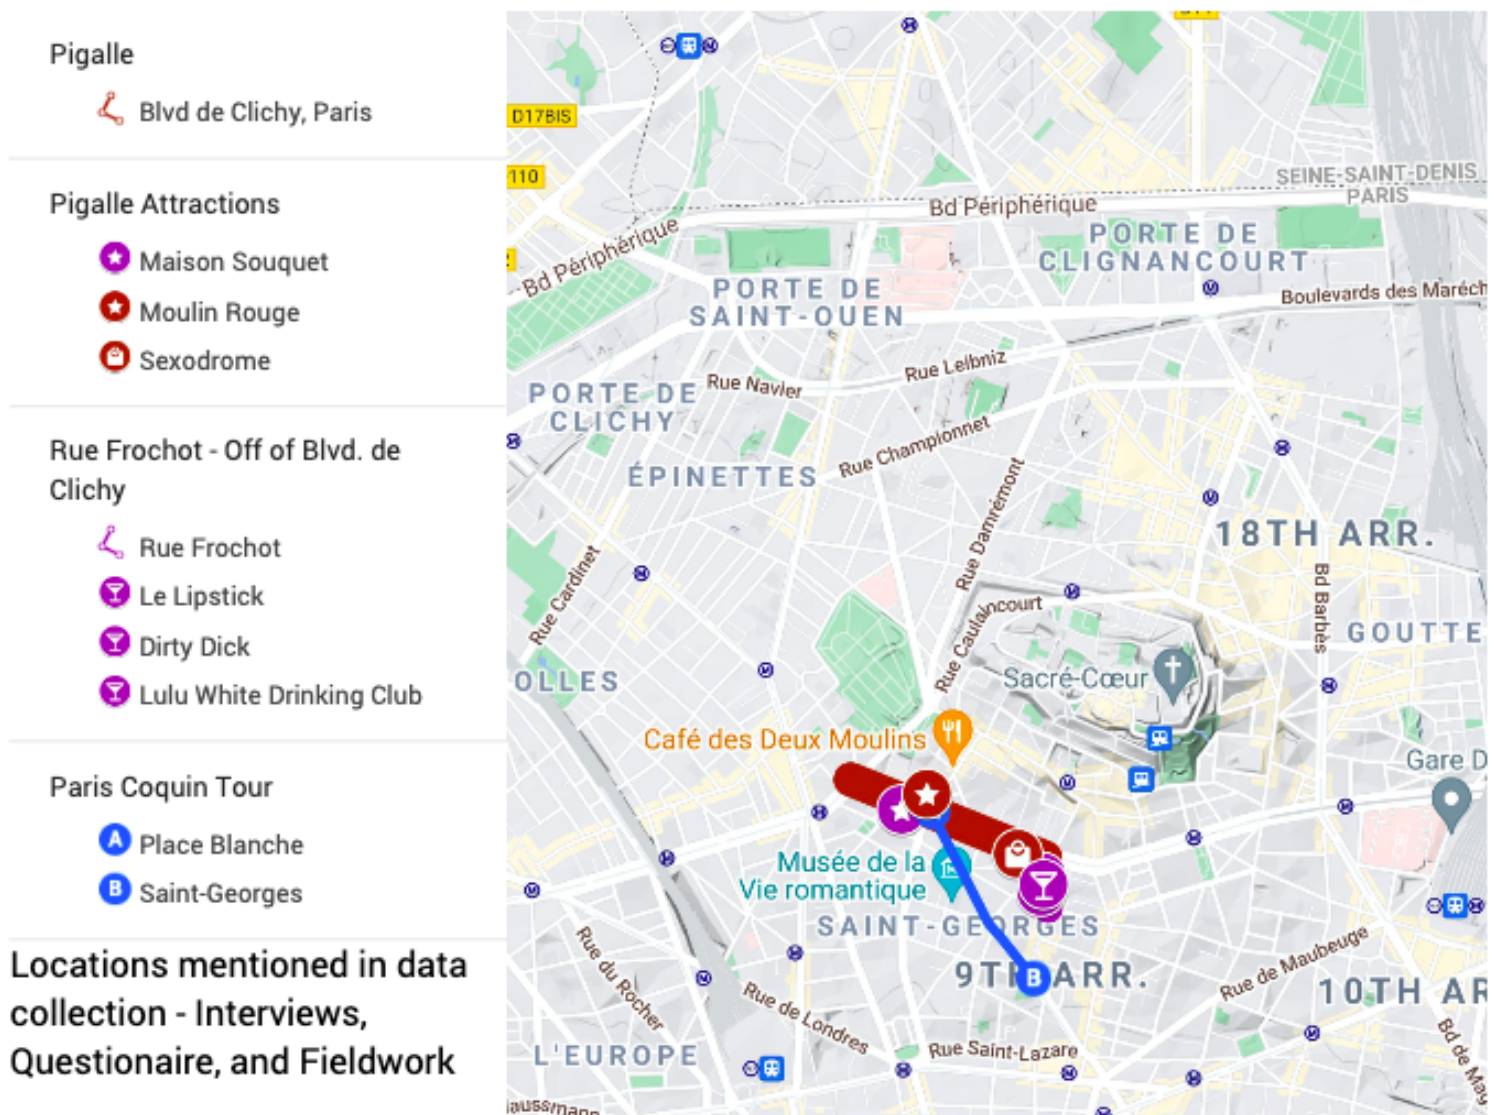 Pigalle
Blvd de Clichy, Paris
Pigalle Attractions
Maison Souquet
Moulin Rouge
Sexodrome
Rue Frochot - Off of Blvd. de
Clichy
Rue Frochot
Le Lipstick
Dirty Dick
Lulu White Drinking Club
Paris Coquin Tour
A Place Blanche
B Saint-Georges
Locations mentioned in data
collection - Interviews,
Questionaire, and Fieldwork
D17BIS
110
SEINE-SAINT-DENIS
PARIS
Bd Périphérique
Bd Périphérique
PORTE DE
CLIGNANCOURT
PORTE DE
SAINT-OUEN
Boulevards des Maréch
Rue Leibniz
Rue Navier
PORTE DE
CLICHY
Rue Championnet
ÉPINETTES
Rue Damrémont
18TH ARR.
Rue Cardinet
Bd Barbès
Rue Caulaincourt
GOUTTE
Sacré-Cœur
OLLES
Café des Deux Moulins
Gare D
Musée de la
Vie romantique
SAINT-GEORGES
9TH ARR.
B
Rue de Maubeuge
10TH AR
Rue du Rocher
Rue de Londres
Rue Saint-Lazare
L'EUROPE
Bd de Mag
aussmann